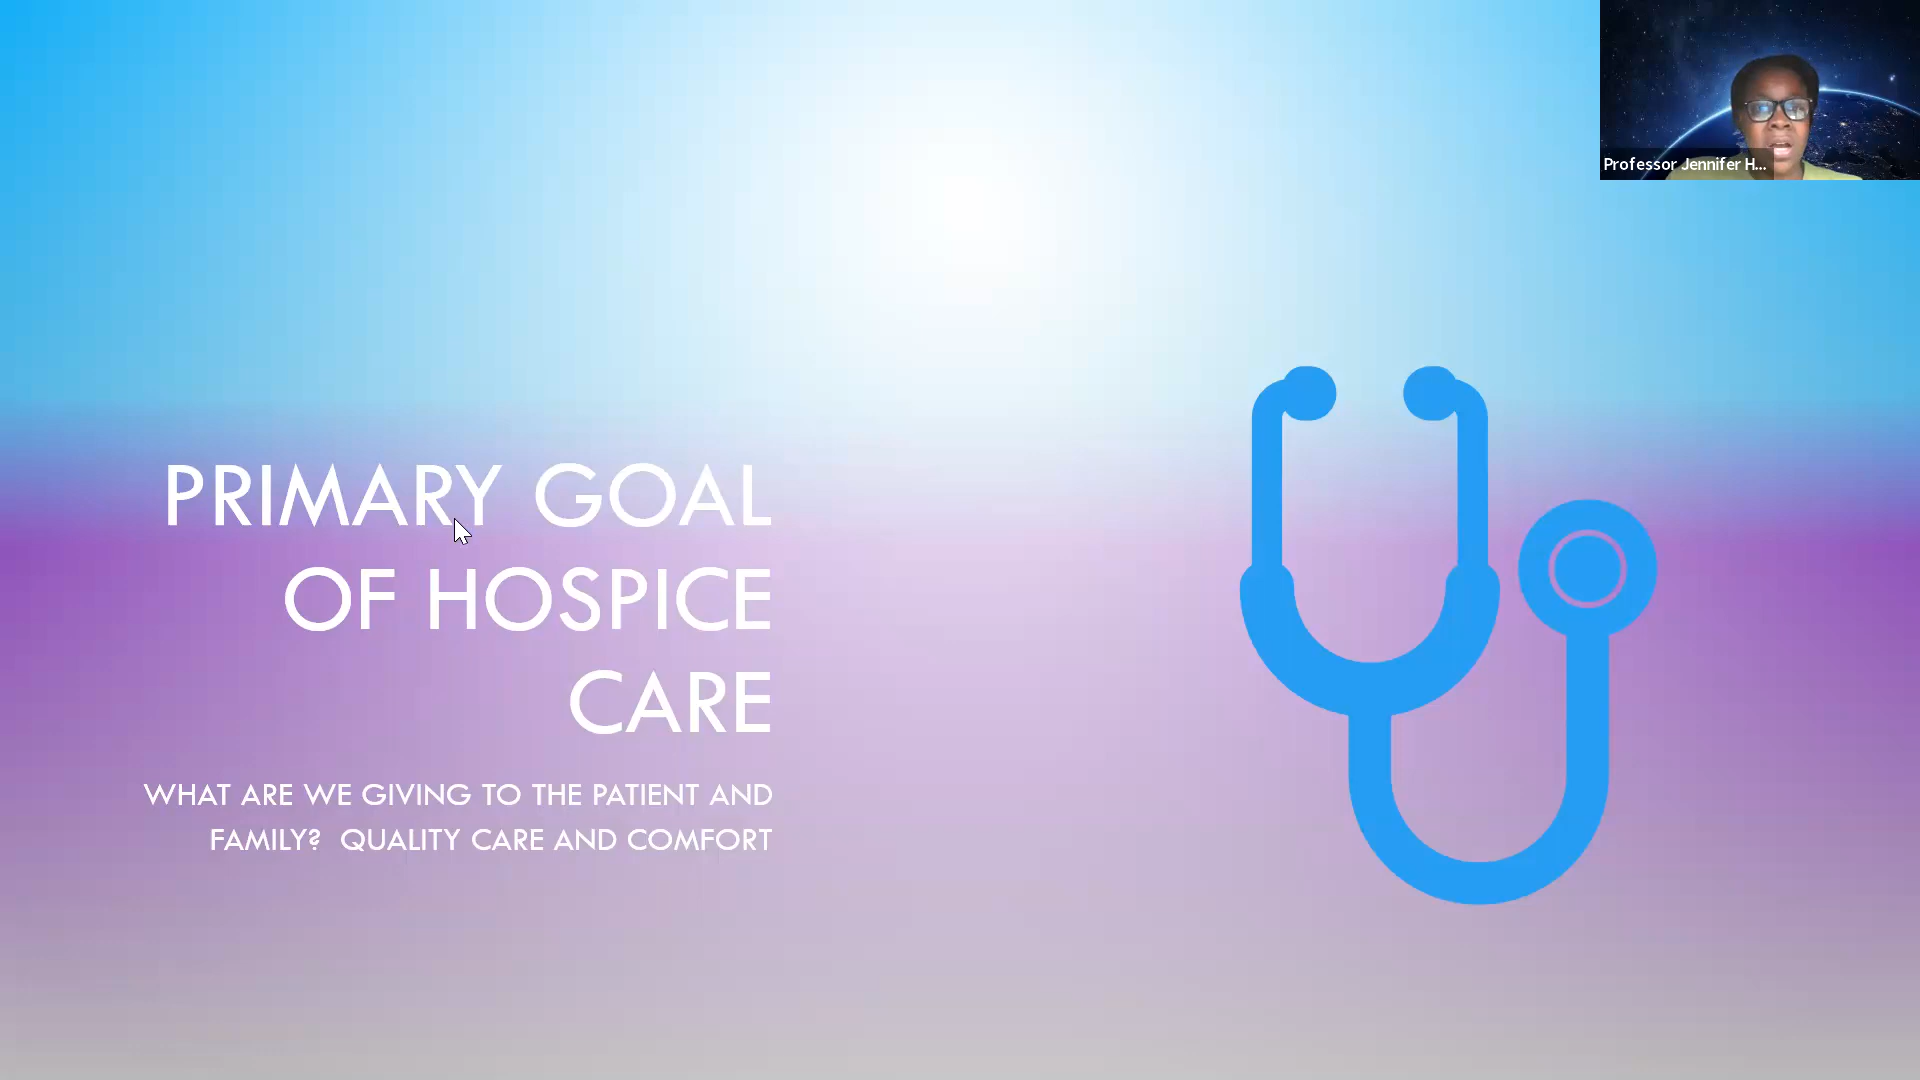 Professor Jennifer H...
PRIMARY GOAL
OF HOSPICE
CARE
WHAT ARE WE GIVING TO THE PATIENT AND
FAMILY?  QUALITY CARE AND COMFORT